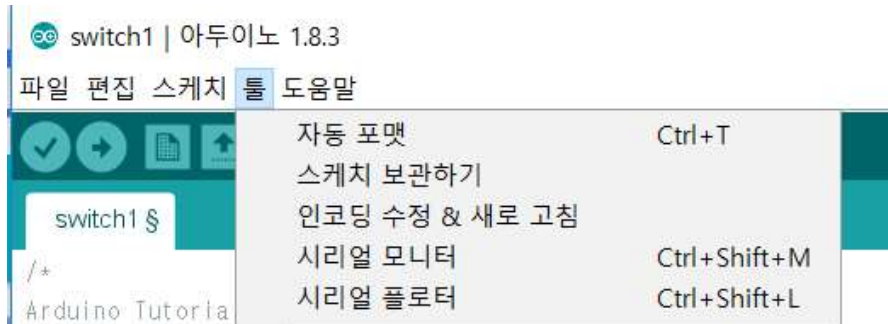 switch1 | 아두이노 1.8.3
파일 편집 스케치 툴 도움말
자동 포맷 Ctrl+T
스케치 보관하기
인코딩 수정 & 새로 고침
switch1 §
시리얼 모니터 Ctrl+Shift+M
/*
시리얼 플로터 Ctrl+Shift+L
Arduino Tutoria